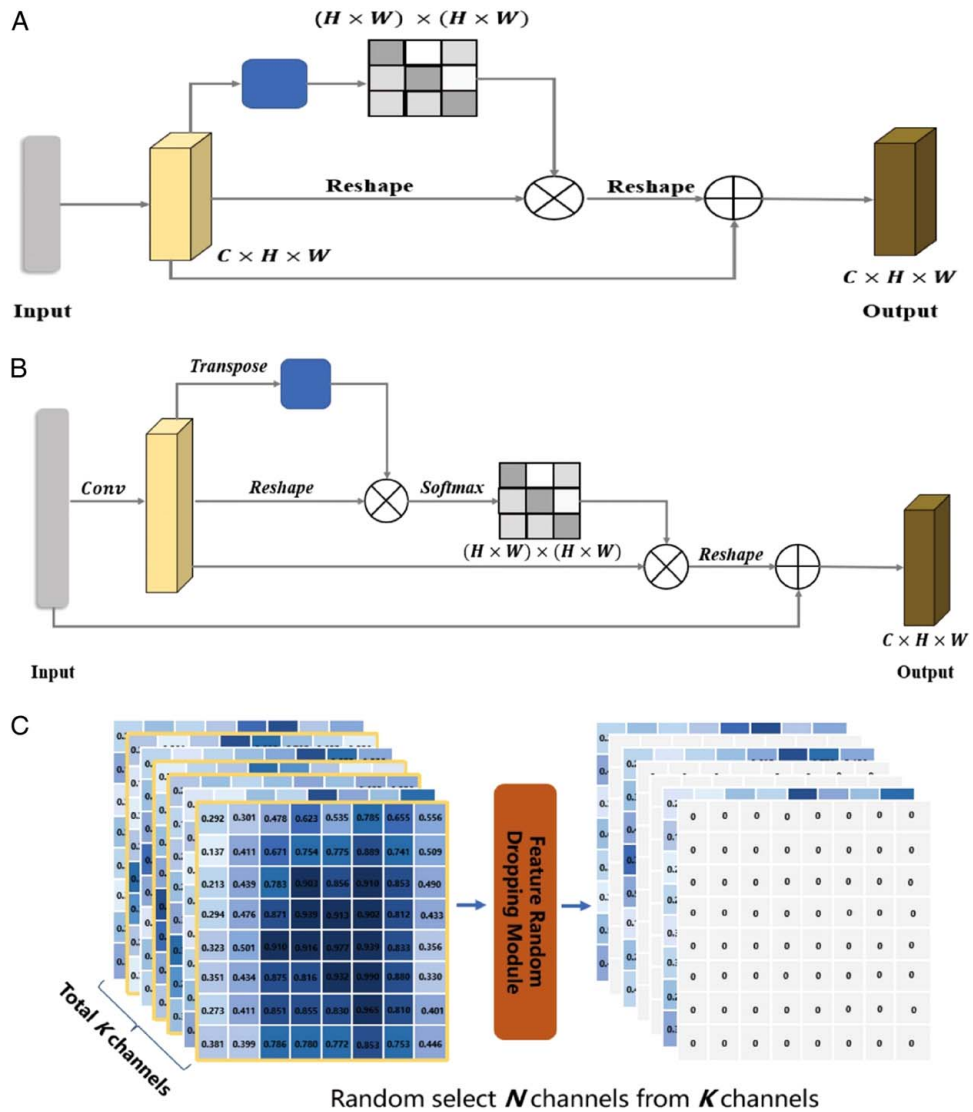 A
(H × W) × (H × W)
Reshape
Reshape
C × H × W
C × H × W
Input
Output
B
Transpose
Conv
Reshape
Softmax
(H × W) × (H × W)
Reshape
C × H × W
Input
Output
C
0.292 0.301 0.478 0.623 0.535 0.785 0.655 0.556
0.137 0.411 0.671 0.754 0.775 0.889 0.741 0.509
0.213 0.439 0.783 0.903 0.856 0.910 0.853 0.490
0.294 0.476 0.871 0.939 0.913 0.902 0.812 0.433
0.323 0.501 0.910 0.916 0.977 0.939 0.833 0.356
0.351 0.434 0.875 0.816 0.932 0.990 0.880 0.330
0.273 0.411 0.851 0.855 0.830 0.965 0.810 0.401
0.381 0.399 0.786 0.780 0.772 0.853 0.753 0.446
Total K channels
Feature Random
Dropping Module
0 0 0 0 0 0 0 0
0 0 0 0 0 0 0 0
0 0 0 0 0 0 0 0
0 0 0 0 0 0 0 0
0 0 0 0 0 0 0 0
0 0 0 0 0 0 0 0
0 0 0 0 0 0 0 0
0 0 0 0 0 0 0 0
Random select N channels from K channels